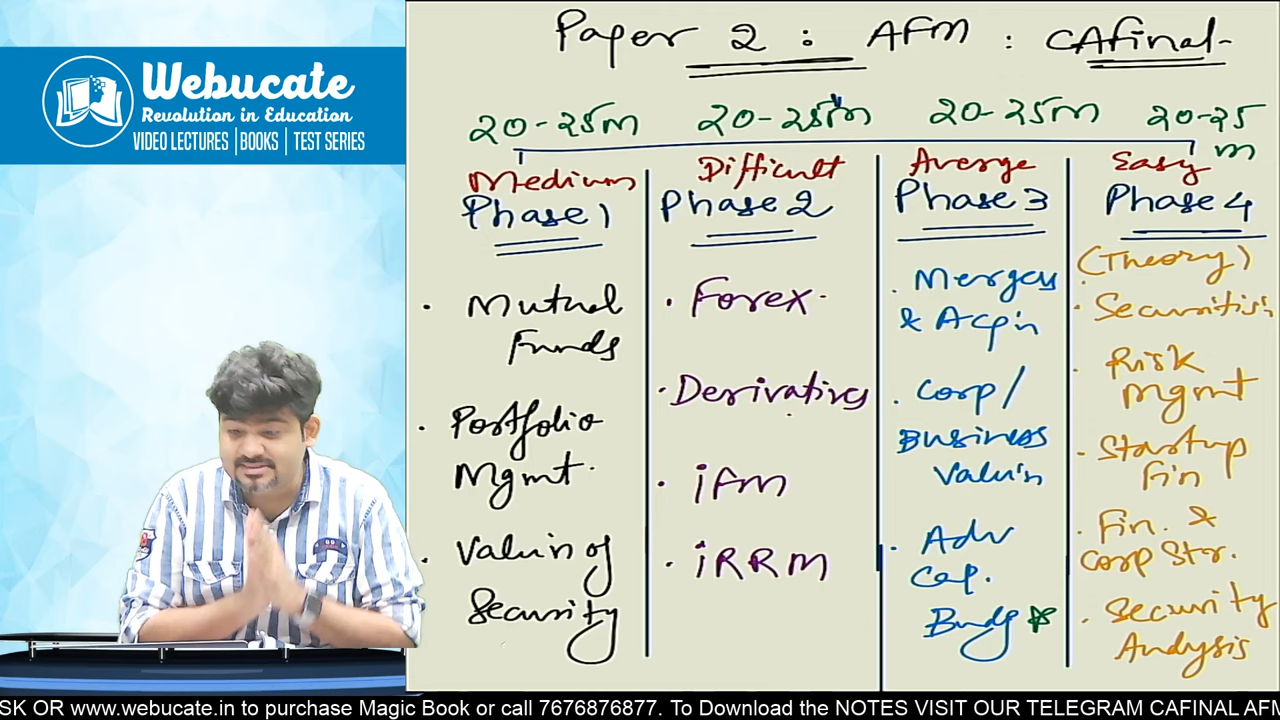 Webucate
Revolution in Education
VIDEO LECTURES | BOOKS | TEST SERIES
Paper 2 : AFM : CAFinal
20-25m
20-25m
20-25m
20-25
m
Medium
Phase 1
· Mutual
Funds
· Portfolio
Mgmt.
· Valu'n of
Security
Difficult
Phase 2
· Forex.
· Derivatives
· IFM
· IRRM
Averge
Phase 3
· Merges
& Acq'n
· Corp/
Business
Valu'n
· Adv
Cap.
Budg *
Easy
Phase 4
(Theory)
· Securitis'n
· Risk
Mgmt
· Startup
Fin
· Fin. &
Corp Str.
· Security
Analysis
SK OR www.webucate.in to purchase Magic Book or call 7676876877. To Download the NOTES VISIT OUR TELEGRAM CAFINAL AFM